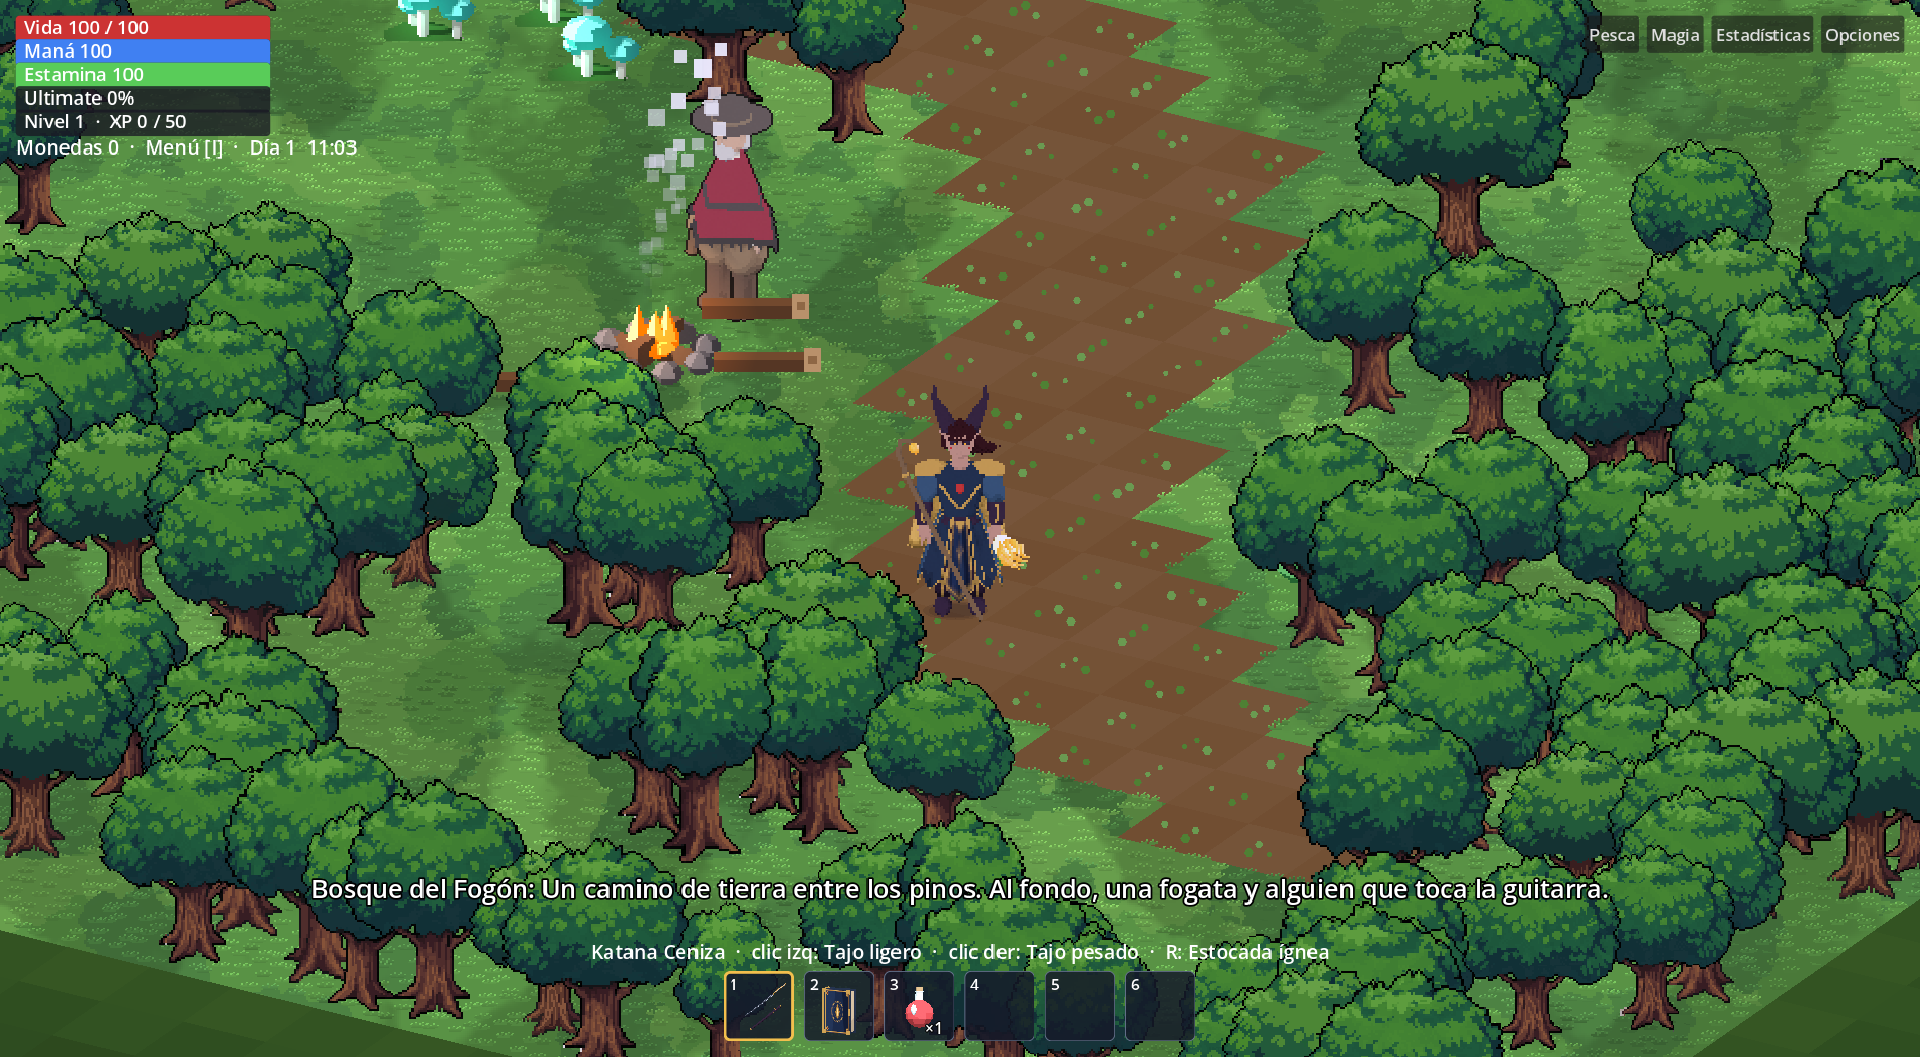 Vida 100 / 100
Maná 100
Estamina 100
Ultimate 0%
Nivel 1 · XP 0 / 50
Monedas 0 · Menú [I] · Día 1 11:03
Pesca Magia Estadísticas Opciones
Bosque del Fogón: Un camino de tierra entre los pinos. Al fondo, una fogata y alguien que toca la guitarra.
Katana Ceniza · clic izq: Tajo ligero · clic der: Tajo pesado · R: Estocada ígnea
1 2 3 4 5 6
×1